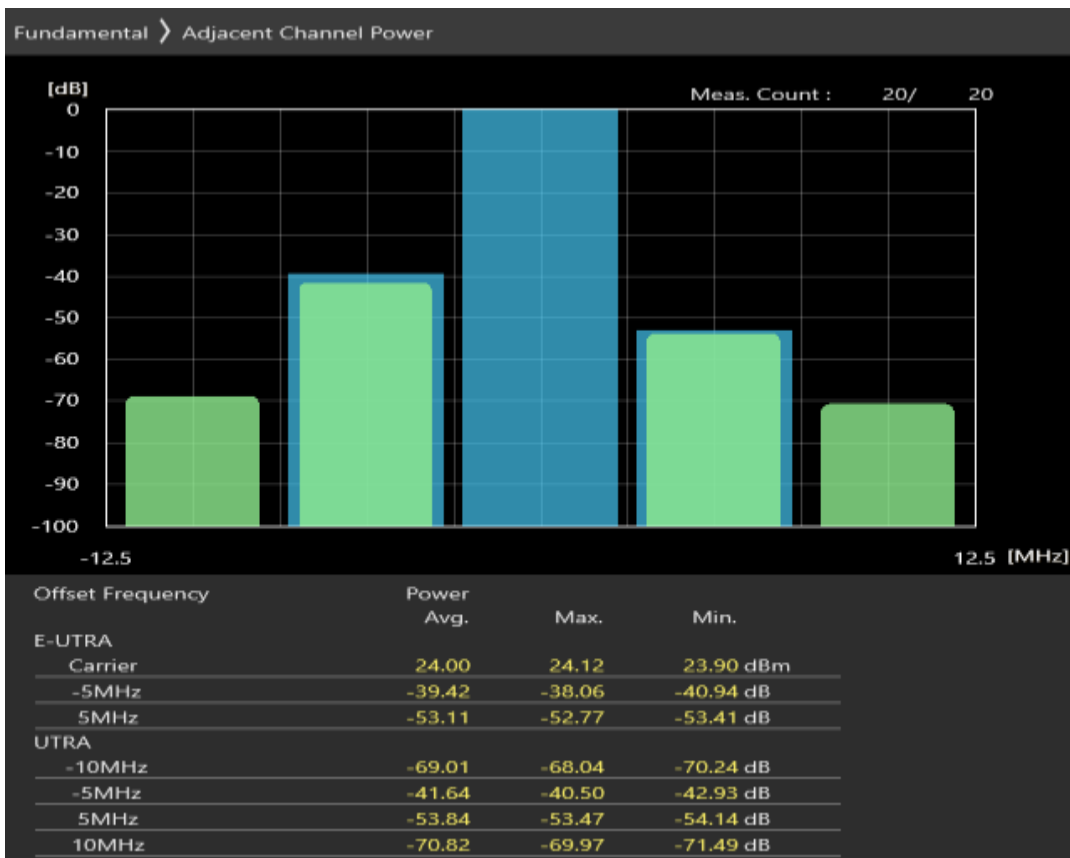 Fundamental 〉 Adjacent Channel Power
[dB]
Meas. Count : 20/ 20
0
-10
-20
-30
-40
-50
-60
-70
-80
-90
-100
-12.5 12.5 [MHz]
Offset Frequency Power
Avg. Max. Min.
E-UTRA
Carrier 24.00 24.12 23.90 dBm
-5MHz -39.42 -38.06 -40.94 dB
5MHz -53.11 -52.77 -53.41 dB
UTRA
-10MHz -69.01 -68.04 -70.24 dB
-5MHz -41.64 -40.50 -42.93 dB
5MHz -53.84 -53.47 -54.14 dB
10MHz -70.82 -69.97 -71.49 dB